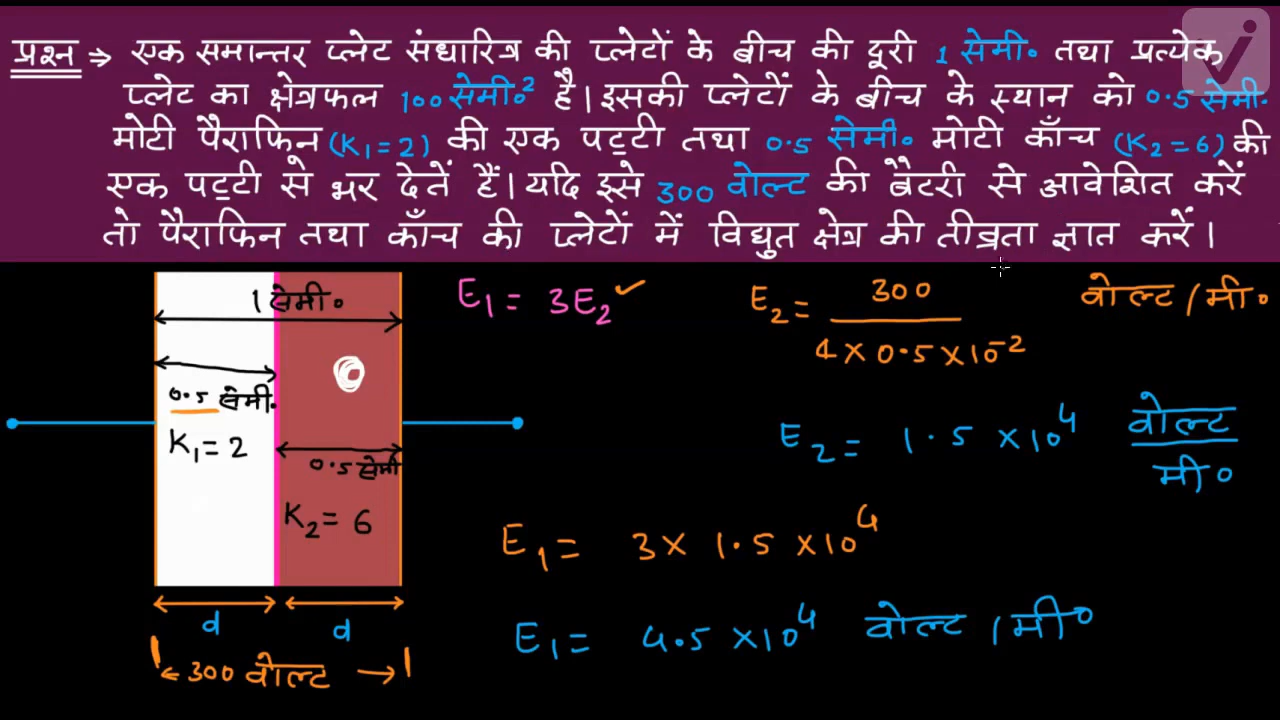 प्रश्न → एक समान्तर प्लेट संधारित्र की प्लेटों के बीच की दूरी 1 सेमी॰ तथा प्रत्येक
प्लेट का क्षेत्रफल 100 सेमी॰² है। इसकी प्लेटों के बीच के स्थान को 0.5 सेमी.
मोटी पैराफिन (K₁=2) की एक पट्टी तथा 0.5 सेमी॰ मोटी काँच (K₂=6) की
एक पट्टी से भर देतें हैं। यदि इसे 300 वोल्ट की बैटरी से आवेशित करें
तो पैराफिन तथा काँच की प्लेटों में विद्युत क्षेत्र की तीव्रता ज्ञात करें।
1 सेमी॰
0.5 सेमी.
K₁= 2
0.5 सेमी
K₂= 6
d d
300 वोल्ट
E₁ = 3E₂ ✓
E₂ = 300 / 4 × 0.5 × 10⁻² वोल्ट / मी॰
E₂ = 1.5 × 10⁴ वोल्ट / मी॰
E₁ = 3 × 1.5 × 10⁴
E₁ = 4.5 × 10⁴ वोल्ट / मी॰